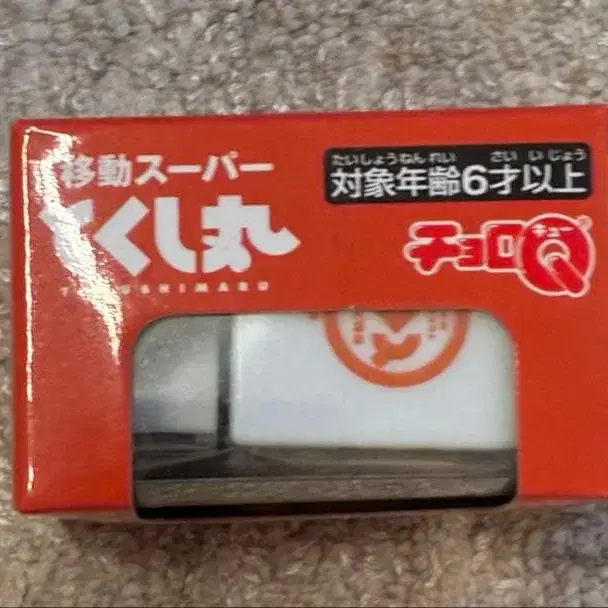 移動スーパー
とくし丸
TOKUSHIMARU
たいしょうねんれい さい いじょう
対象年齢6才以上
チョロQ
キュー